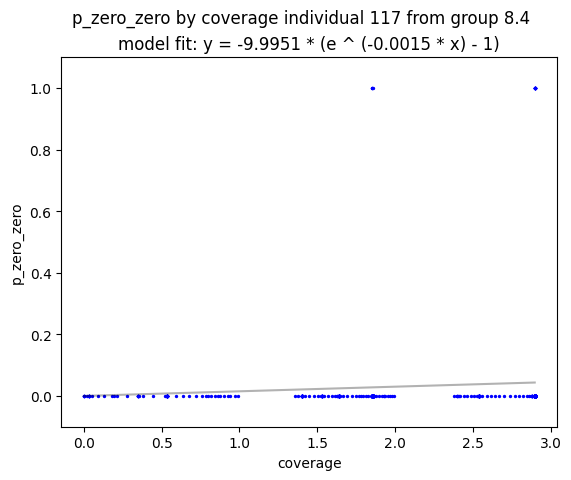 p_zero_zero by coverage individual 117 from group 8.4
model fit: y = -9.9951 * (e ^ (-0.0015 * x) - 1)
1.0
0.8
0.6
0.4
0.2
0.0
p_zero_zero
0.0 0.5 1.0 1.5 2.0 2.5 3.0
coverage